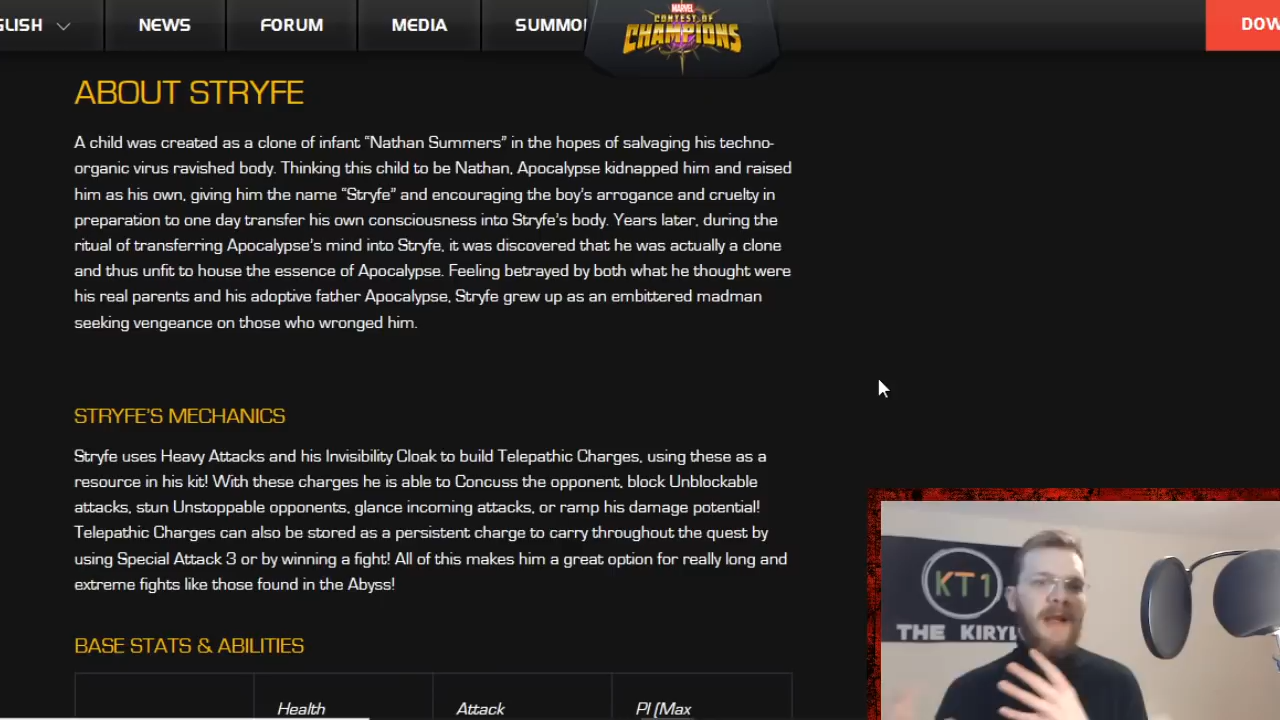 GLISH NEWS FORUM MEDIA SUMMO
MARVEL
CONTEST OF
CHAMPIONS
DOW
ABOUT STRYFE
A child was created as a clone of infant “Nathan Summers” in the hopes of salvaging his techno-
organic virus ravished body. Thinking this child to be Nathan, Apocalypse kidnapped him and raised
him as his own, giving him the name “Stryfe” and encouraging the boy's arrogance and cruelty in
preparation to one day transfer his own consciousness into Stryfe's body. Years later, during the
ritual of transferring Apocalypse's mind into Stryfe, it was discovered that he was actually a clone
and thus unfit to house the essence of Apocalypse. Feeling betrayed by both what he thought were
his real parents and his adoptive father Apocalypse, Stryfe grew up as an embittered madman
seeking vengeance on those who wronged him.
STRYFE'S MECHANICS
Stryfe uses Heavy Attacks and his Invisibility Cloak to build Telepathic Charges, using these as a
resource in his kit! With these charges he is able to Concuss the opponent, block Unblockable
attacks, stun Unstoppable opponents, glance incoming attacks, or ramp his damage potential!
Telepathic Charges can also be stored as a persistent charge to carry throughout the quest by
using Special Attack 3 or by winning a fight! All of this makes him a great option for really long and
extreme fights like those found in the Abyss!
BASE STATS & ABILITIES
Health Attack PI (Max
KT1
THE KIRYL